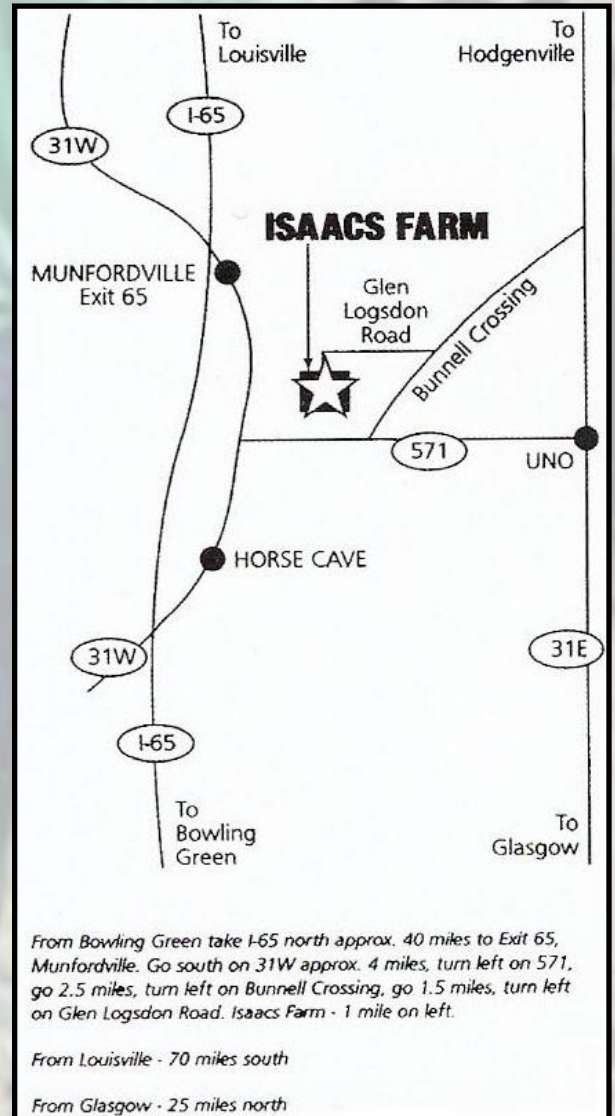 To
Louisville
To
Hodgenville
I-65
31W
ISAACS FARM
MUNFORDVILLE
Exit 65
Glen
Logsdon
Road
Bunnell Crossing
571
UNO
HORSE CAVE
31W
31E
I-65
To
Bowling
Green
To
Glasgow
From Bowling Green take I-65 north approx. 40 miles to Exit 65,
Munfordville. Go south on 31W approx. 4 miles, turn left on 571,
go 2.5 miles, turn left on Bunnell Crossing, go 1.5 miles, turn left
on Glen Logsdon Road. Isaacs Farm - 1 mile on left.
From Louisville - 70 miles south
From Glasgow - 25 miles north